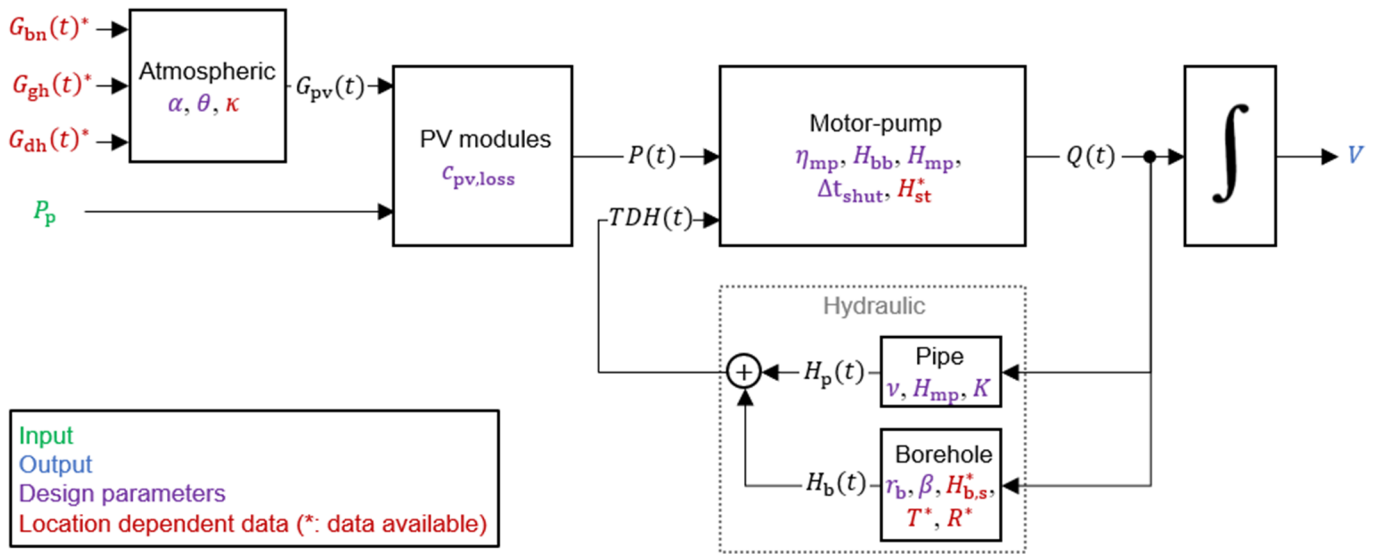 G_bn(t)*
G_gh(t)*
G_dh(t)*
P_p
Atmospheric
α, θ, κ
G_pv(t)
PV modules
c_pv,loss
P(t)
TDH(t)
Motor-pump
η_mp, H_bb, H_mp,
Δt_shut, H*_st
Q(t)
∫
V
Hydraulic
+
H_p(t)
Pipe
ν, H_mp, K
H_b(t)
Borehole
r_b, β, H*_b,s,
T*, R*
Input
Output
Design parameters
Location dependent data (*: data available)